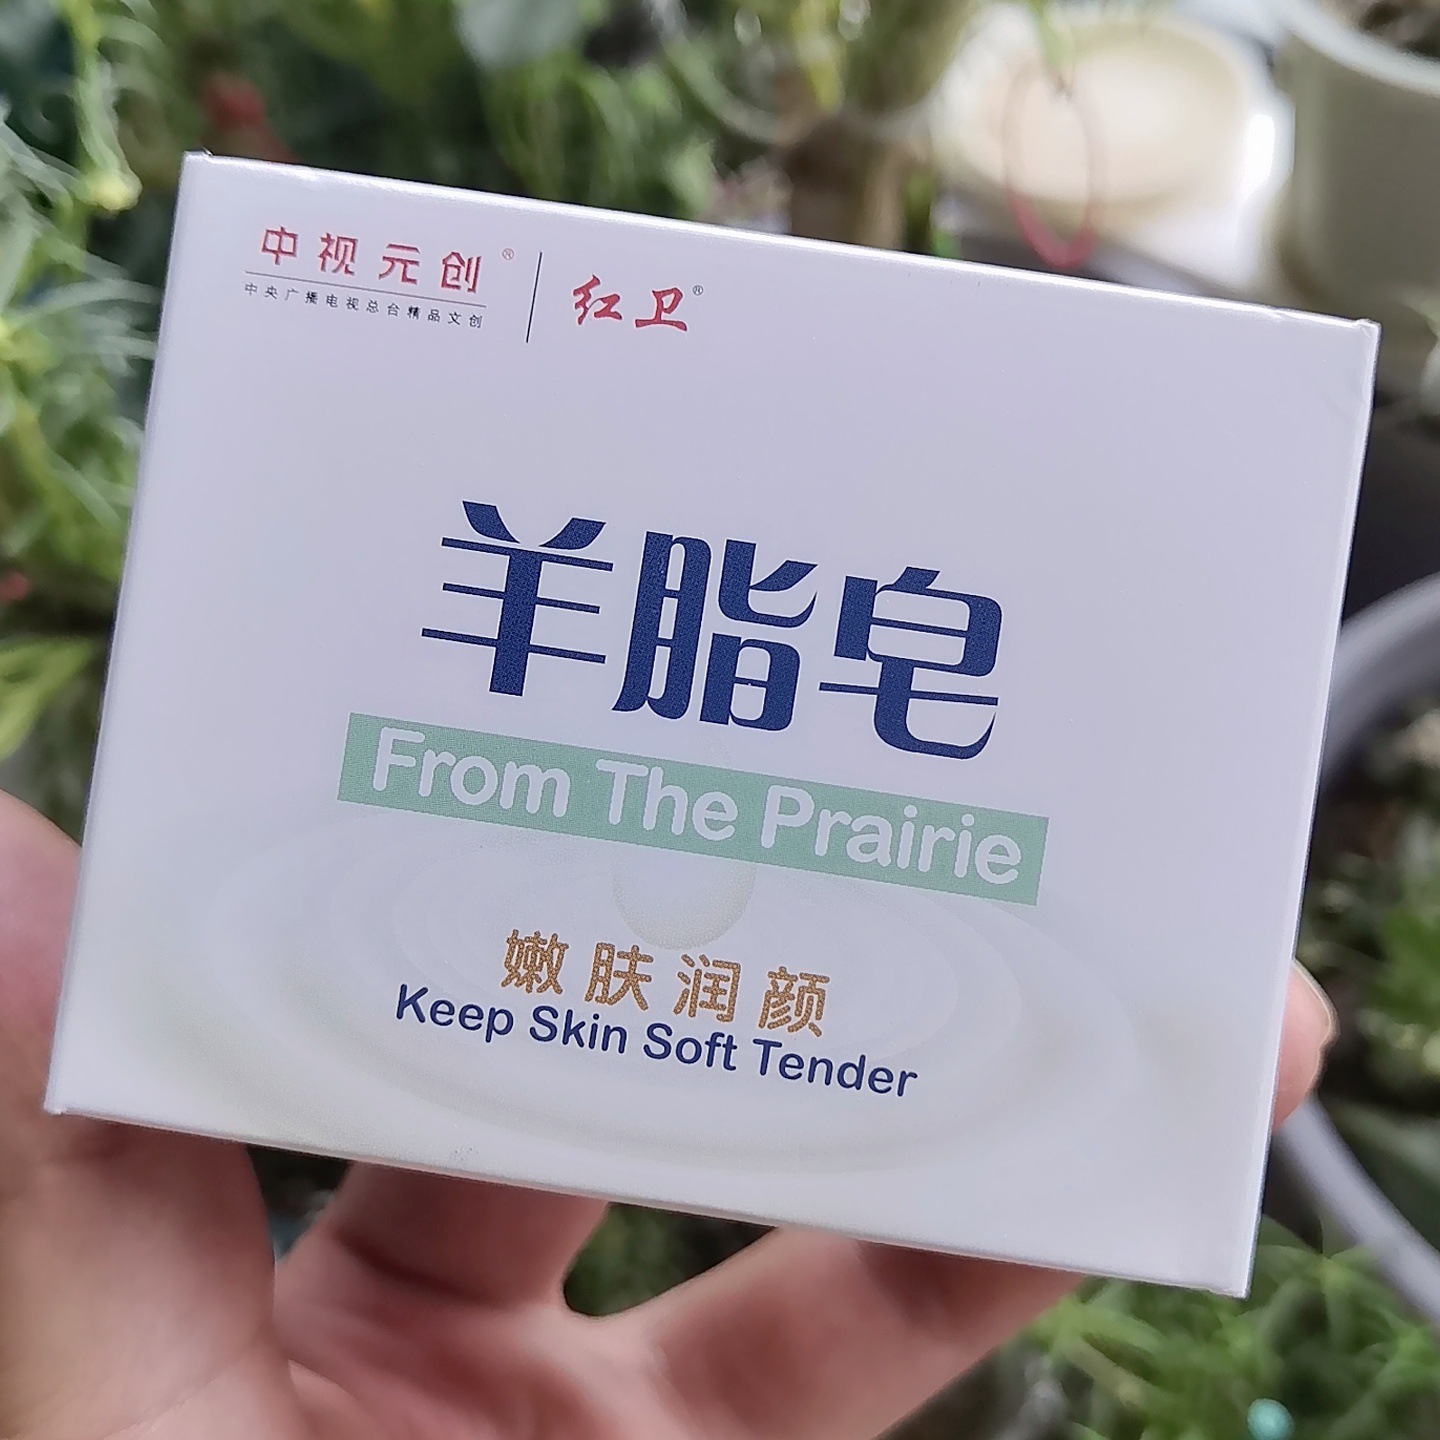 中视元创® 红卫®
中央广播电视总台精品文创
羊脂皂
From The Prairie
嫩肤润颜
Keep Skin Soft Tender